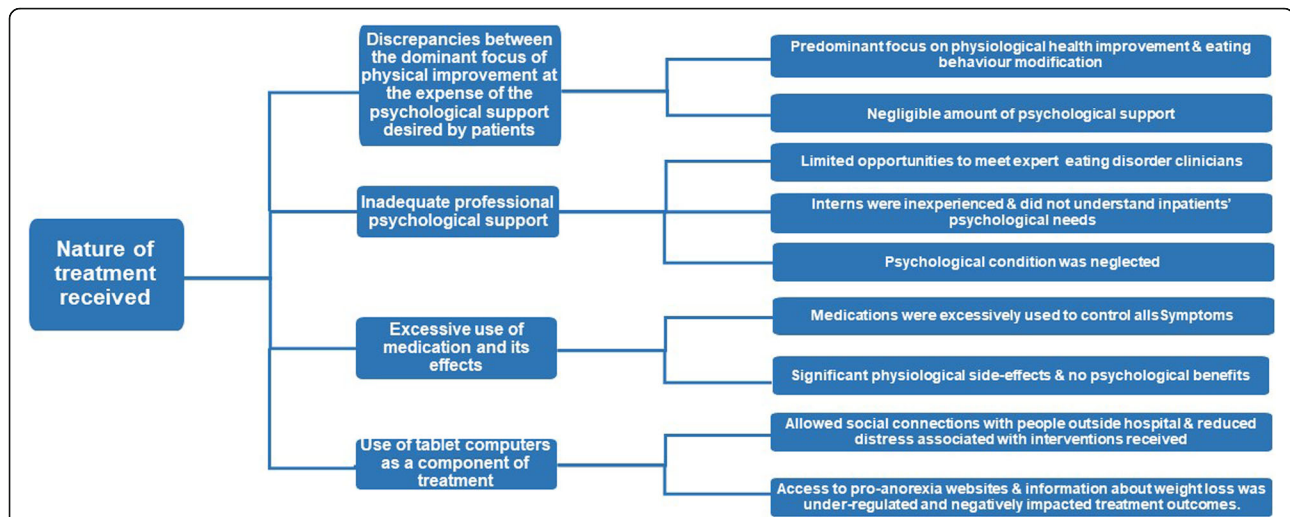 Nature of
treatment
received
Discrepancies between
the dominant focus of
physical improvement at
the expense of the
psychological support
desired by patients
Predominant focus on physiological health improvement & eating
behaviour modification
Negligible amount of psychological support
Inadequate professional
psychological support
Limited opportunities to meet expert eating disorder clinicians
Interns were inexperienced & did not understand inpatients'
psychological needs
Psychological condition was neglected
Excessive use of
medication and its
effects
Medications were excessively used to control allsSymptoms
Significant physiological side-effects & no psychological benefits
Use of tablet computers
as a component of
treatment
Allowed social connections with people outside hospital & reduced
distress associated with interventions received
Access to pro-anorexia websites & information about weight loss was
under-regulated and negatively impacted treatment outcomes.